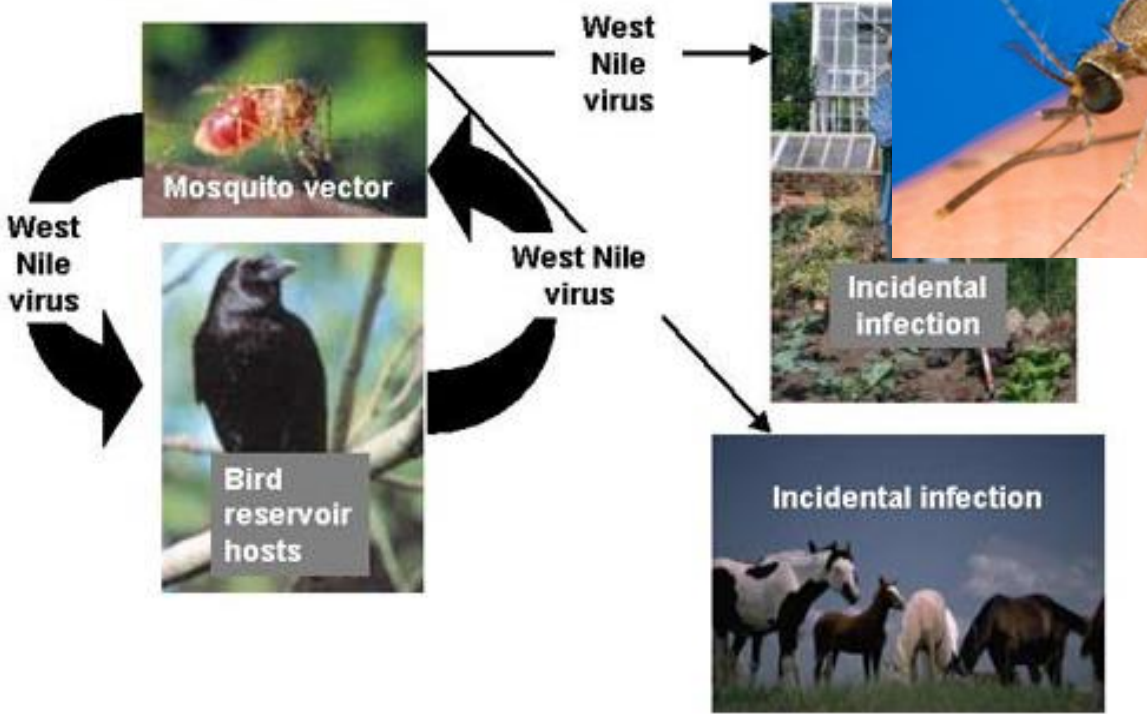 West
Nile
virus
Mosquito vector
West
Nile
virus
West Nile
virus
Bird
reservoir
hosts
Incidental
infection
Incidental infection